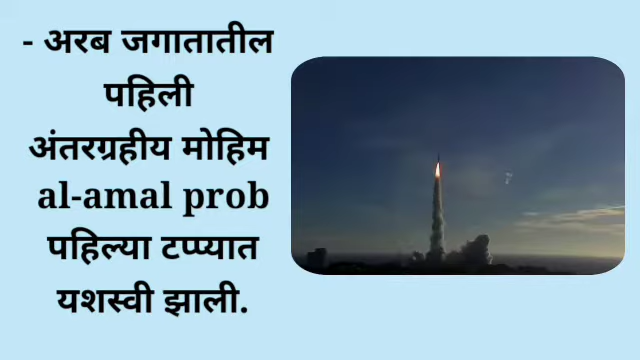 - अरब जगातातील
पहिली
अंतरग्रहीय मोहिम
al-amal prob
पहिल्या टप्प्यात
यशस्वी झाली.